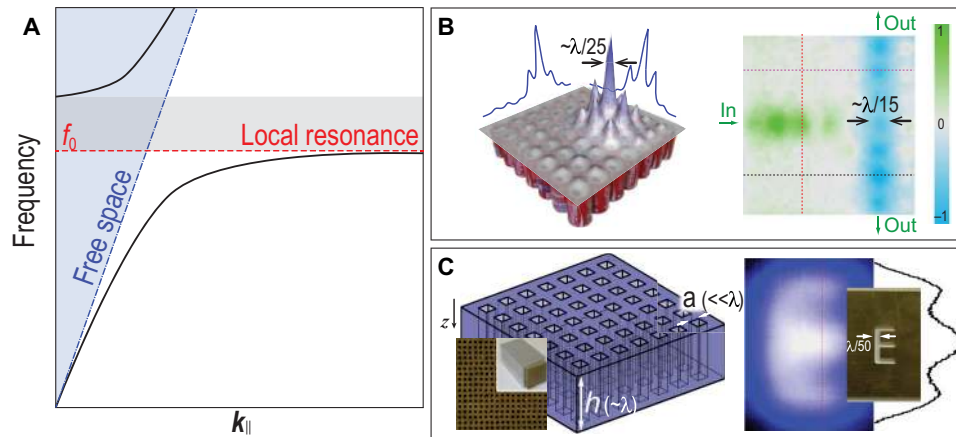 A
Frequency
f₀
Local resonance
Free space
k∥
B
~λ/25
In
Out
~λ/15
Out
1
0
−1
C
z
a (<<λ)
h (~λ)
λ/50
E